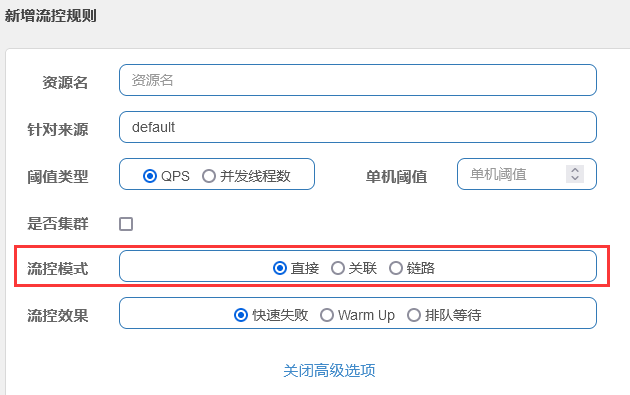 新增流控规则
资源名 资源名
针对来源 default
阈值类型 QPS 并发线程数 单机阈值 单机阈值
是否集群
流控模式 直接 关联 链路
流控效果 快速失败 Warm Up 排队等待
关闭高级选项